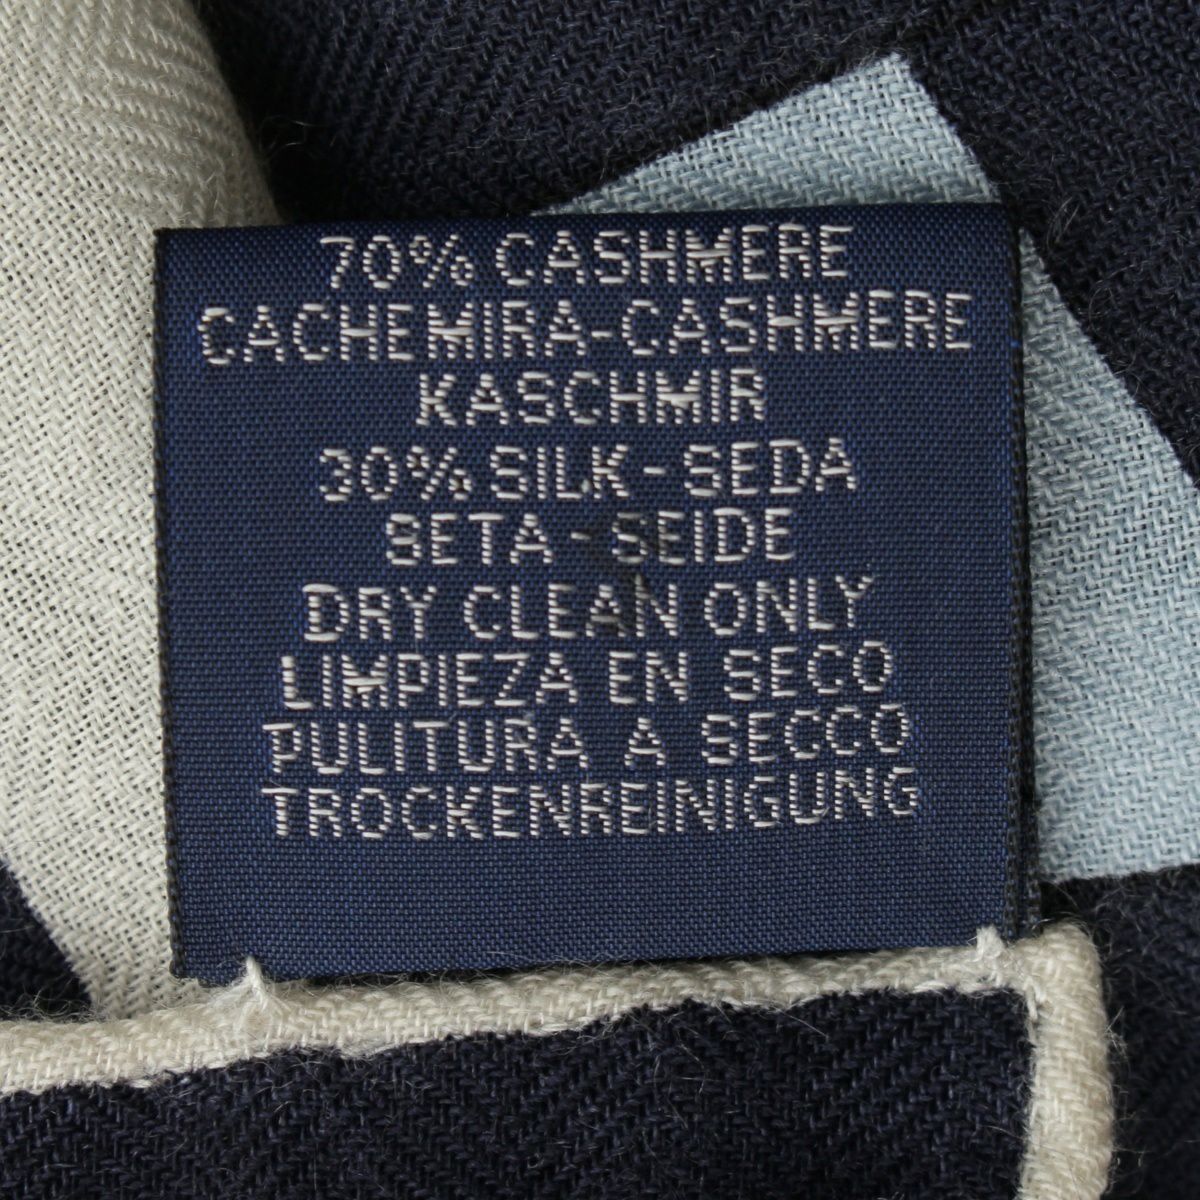 70% CASHMERE
CACHEMIRA-CASHMERE
KASCHMIR
30% SILK - SEDA
SETA - SEIDE
DRY CLEAN ONLY
LIMPIEZA EN SECO
PULITURA A SECCO
TROCKENREINIGUNG